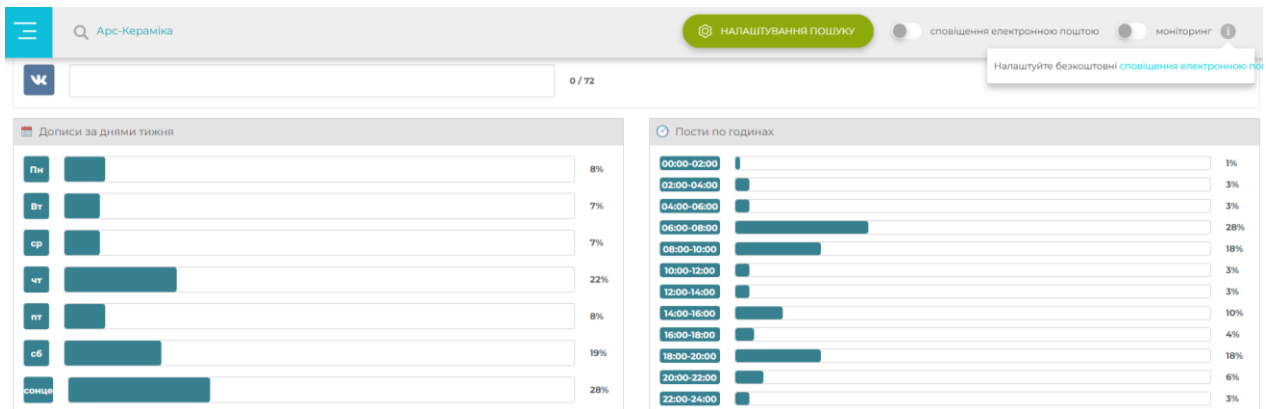 Арс-Кераміка
НАЛАШТУВАННЯ ПОШУКУ
сповіщення електронною поштою
моніторинг
Налаштуйте безкоштовні сповіщення електронною
0 / 72
Дописи за днями тижня
Пн 8%
Вт 7%
ср 7%
чт 22%
пт 8%
сб 19%
сонце 28%
Пости по годинах
00:00-02:00 1%
02:00-04:00 3%
04:00-06:00 3%
06:00-08:00 28%
08:00-10:00 18%
10:00-12:00 3%
12:00-14:00 3%
14:00-16:00 10%
16:00-18:00 4%
18:00-20:00 18%
20:00-22:00 6%
22:00-24:00 3%